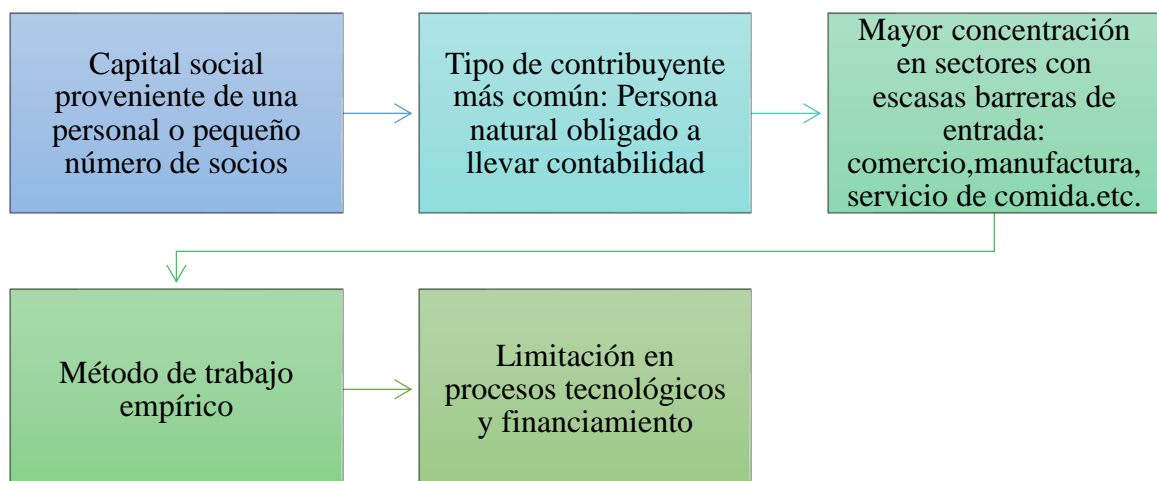 Capital social
proveniente de una
personal o pequeño
número de socios
Tipo de contribuyente
más común: Persona
natural obligado a
llevar contabilidad
Mayor concentración
en sectores con
escasas barreras de
entrada:
comercio,manufactura,
servicio de comida.etc.
Método de trabajo
empírico
Limitación en
procesos tecnológicos
y financiamiento